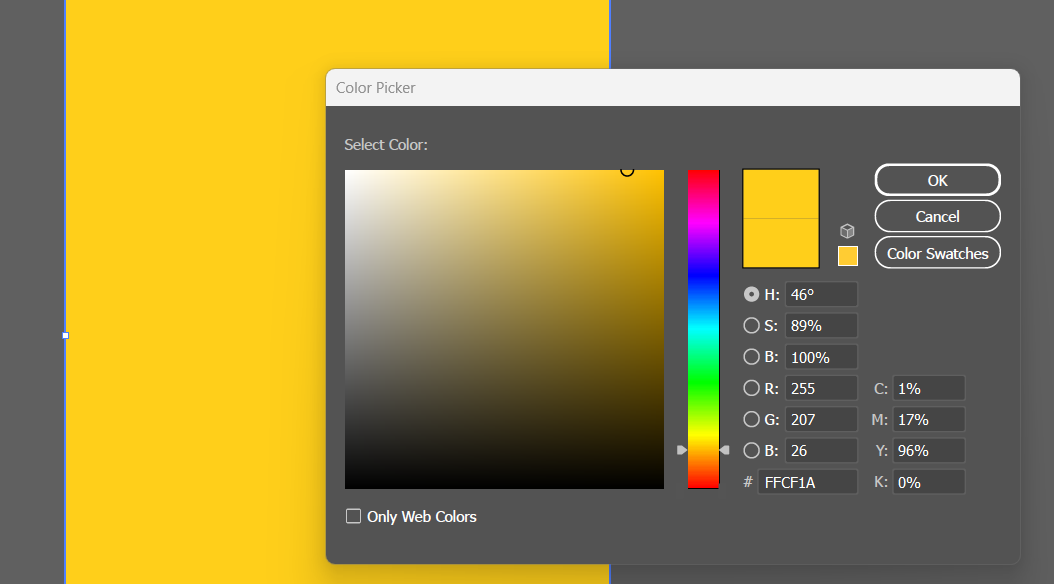 Color Picker
Select Color:
OK
Cancel
Color Swatches
H: 46°
S: 89%
B: 100%
R: 255 C: 1%
G: 207 M: 17%
B: 26 Y: 96%
# FFCF1A K: 0%
Only Web Colors